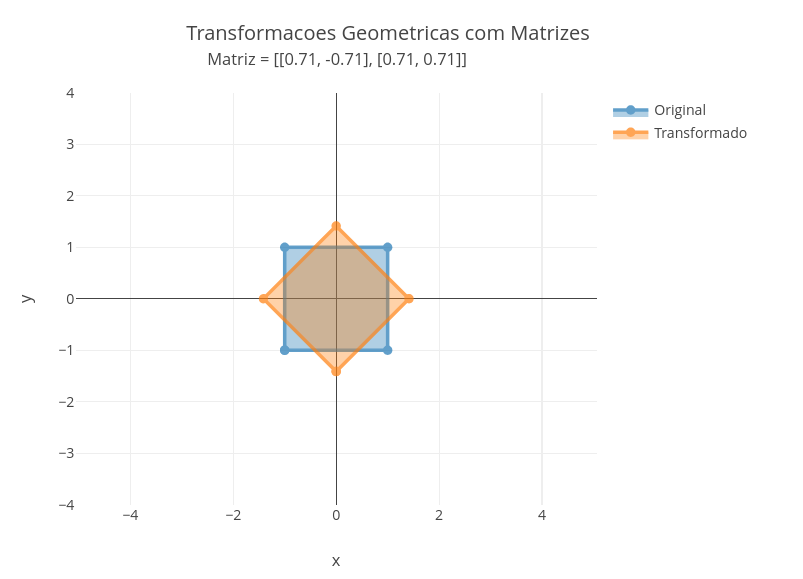 Transformacoes Geometricas com Matrizes
Matriz = [[0.71, -0.71], [0.71, 0.71]]
Original
Transformado
4
3
2
1
0
−1
−2
−3
−4
y
−4
−2
0
2
4
x